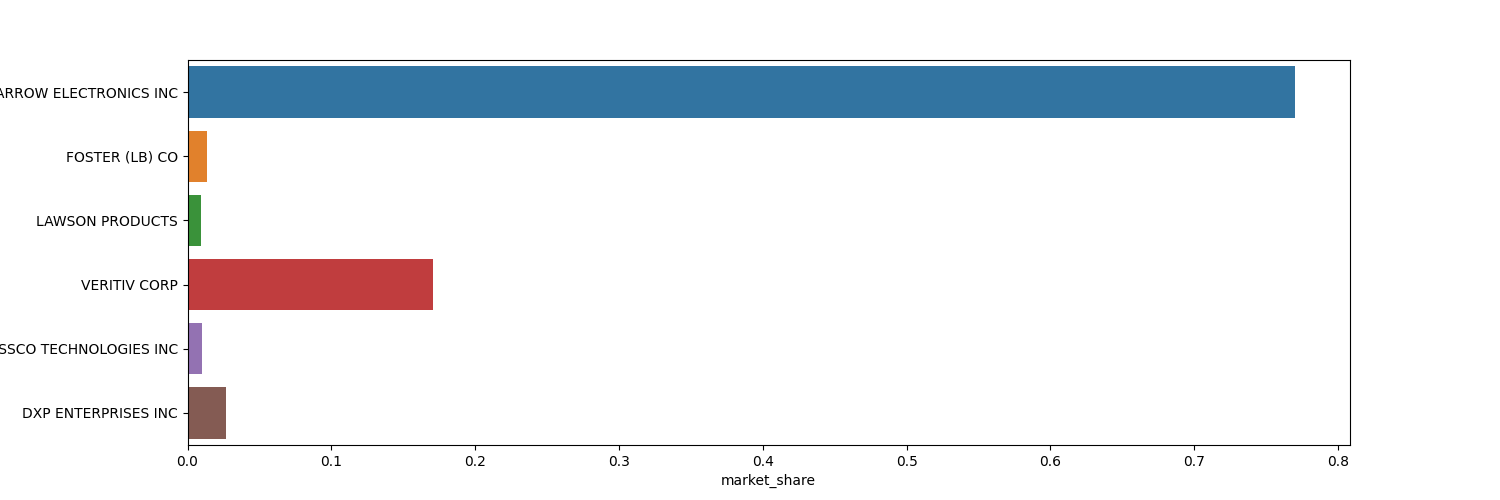 ARROW ELECTRONICS INC
FOSTER (LB) CO
LAWSON PRODUCTS
VERITIV CORP
TECHNOLOGIES INC
DXP ENTERPRISES INC
0.0 0.1 0.2 0.3 0.4 0.5 0.6 0.7 0.8
market_share